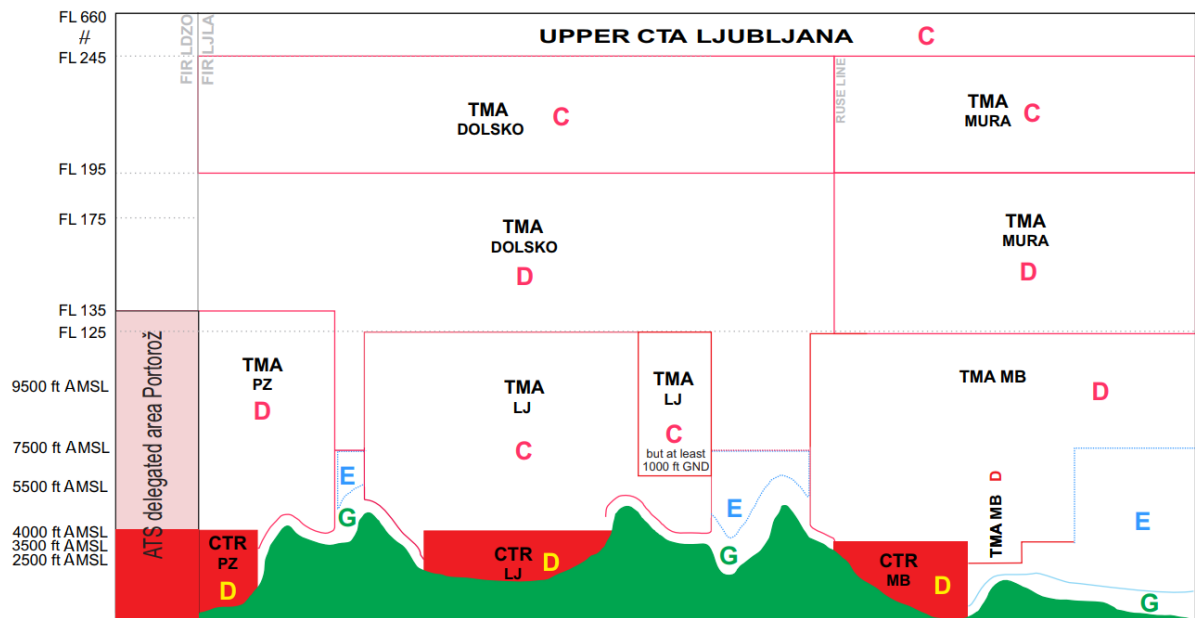 FL 660
#
FL 245
FL 195
FL 175
FL 135
FL 125
9500 ft AMSL
7500 ft AMSL
5500 ft AMSL
4000 ft AMSL
3500 ft AMSL
2500 ft AMSL
FIR LDZO
FIR LJLA
UPPER CTA LJUBLJANA C
TMA
DOLSKO
C
RUSE LINE
TMA
MURA
C
TMA
DOLSKO
D
TMA
MURA
D
ATS delegated area Portorož
TMA
PZ
D
TMA
LJ
C
TMA
LJ
C
but at least
1000 ft GND
TMA MB D
E
G
E
G
TMA MB D
E
G
CTR
PZ
D
CTR
LJ
D
CTR
MB
D